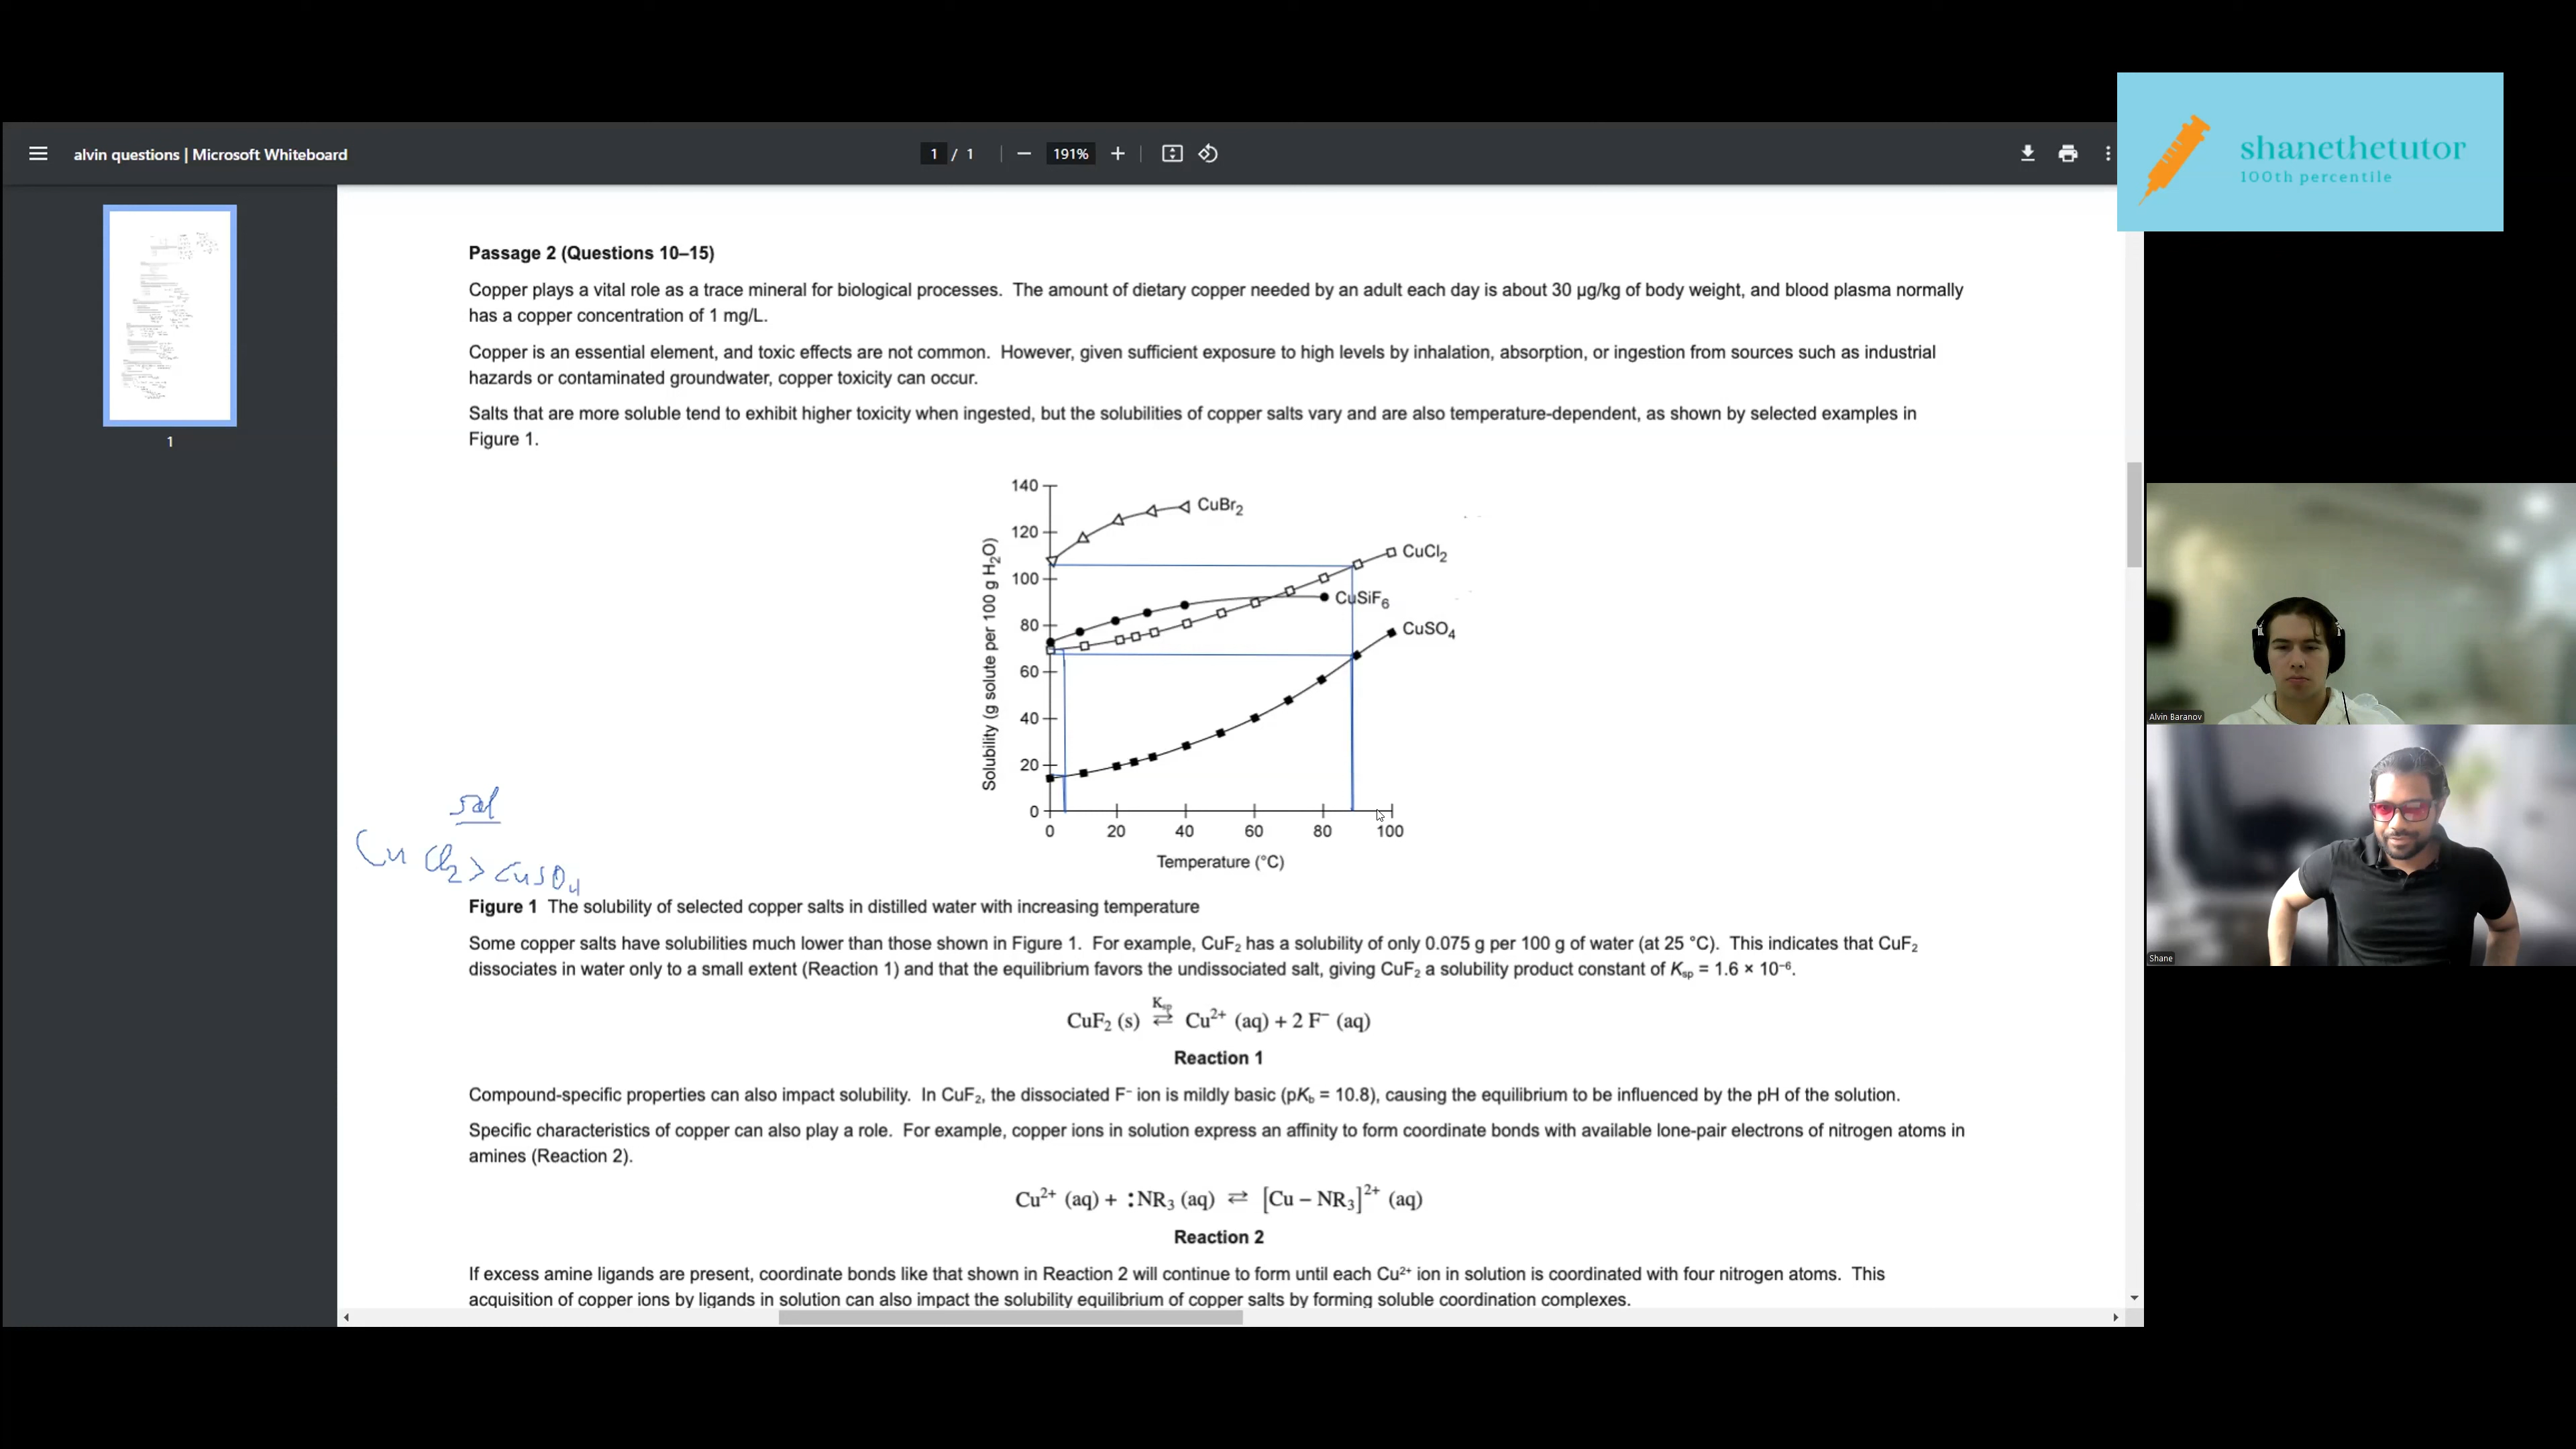 alvin questions | Microsoft Whiteboard
1 / 1
191%
shanethetutor
100th percentile
1
Passage 2 (Questions 10–15)
Copper plays a vital role as a trace mineral for biological processes. The amount of dietary copper needed by an adult each day is about 30 µg/kg of body weight, and blood plasma normally
has a copper concentration of 1 mg/L.
Copper is an essential element, and toxic effects are not common. However, given sufficient exposure to high levels by inhalation, absorption, or ingestion from sources such as industrial
hazards or contaminated groundwater, copper toxicity can occur.
Salts that are more soluble tend to exhibit higher toxicity when ingested, but the solubilities of copper salts vary and are also temperature-dependent, as shown by selected examples in
Figure 1.
Solubility (g solute per 100 g H₂O)
140
120
100
80
60
40
20
0
CuBr₂
CuCl₂
CuSiF₆
CuSO₄
0 20 40 60 80 100
Temperature (°C)
sol
CuCl₂ > CuSO₄
Figure 1 The solubility of selected copper salts in distilled water with increasing temperature
Some copper salts have solubilities much lower than those shown in Figure 1. For example, CuF₂ has a solubility of only 0.075 g per 100 g of water (at 25 °C). This indicates that CuF₂
dissociates in water only to a small extent (Reaction 1) and that the equilibrium favors the undissociated salt, giving CuF₂ a solubility product constant of Kₛₚ = 1.6 × 10⁻⁶.
Kₛₚ
CuF₂ (s) ⇄ Cu²⁺ (aq) + 2 F⁻ (aq)
Reaction 1
Compound-specific properties can also impact solubility. In CuF₂, the dissociated F⁻ ion is mildly basic (pK_b = 10.8), causing the equilibrium to be influenced by the pH of the solution.
Specific characteristics of copper can also play a role. For example, copper ions in solution express an affinity to form coordinate bonds with available lone-pair electrons of nitrogen atoms in
amines (Reaction 2).
Cu²⁺ (aq) + :NR₃ (aq) ⇄ [Cu – NR₃]²⁺ (aq)
Reaction 2
If excess amine ligands are present, coordinate bonds like that shown in Reaction 2 will continue to form until each Cu²⁺ ion in solution is coordinated with four nitrogen atoms. This
acquisition of copper ions by ligands in solution can also impact the solubility equilibrium of copper salts by forming soluble coordination complexes.
Alvin Baranov
Shane